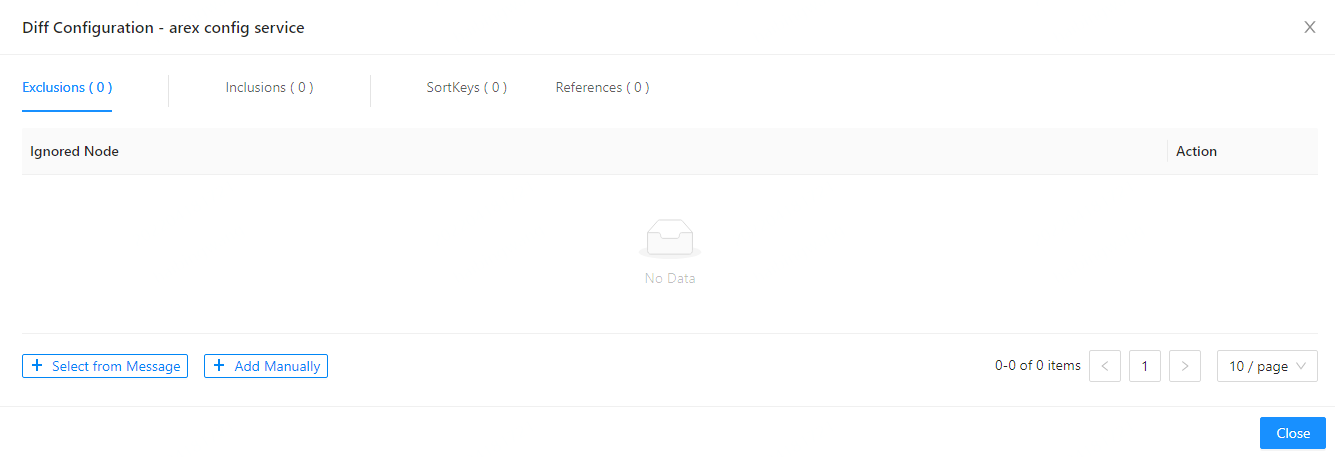 Diff Configuration - arex config service
Exclusions ( 0 ) Inclusions ( 0 ) SortKeys ( 0 ) References ( 0 )
Ignored Node Action
No Data
Select from Message Add Manually 0-0 of 0 items 1 10 / page
Close